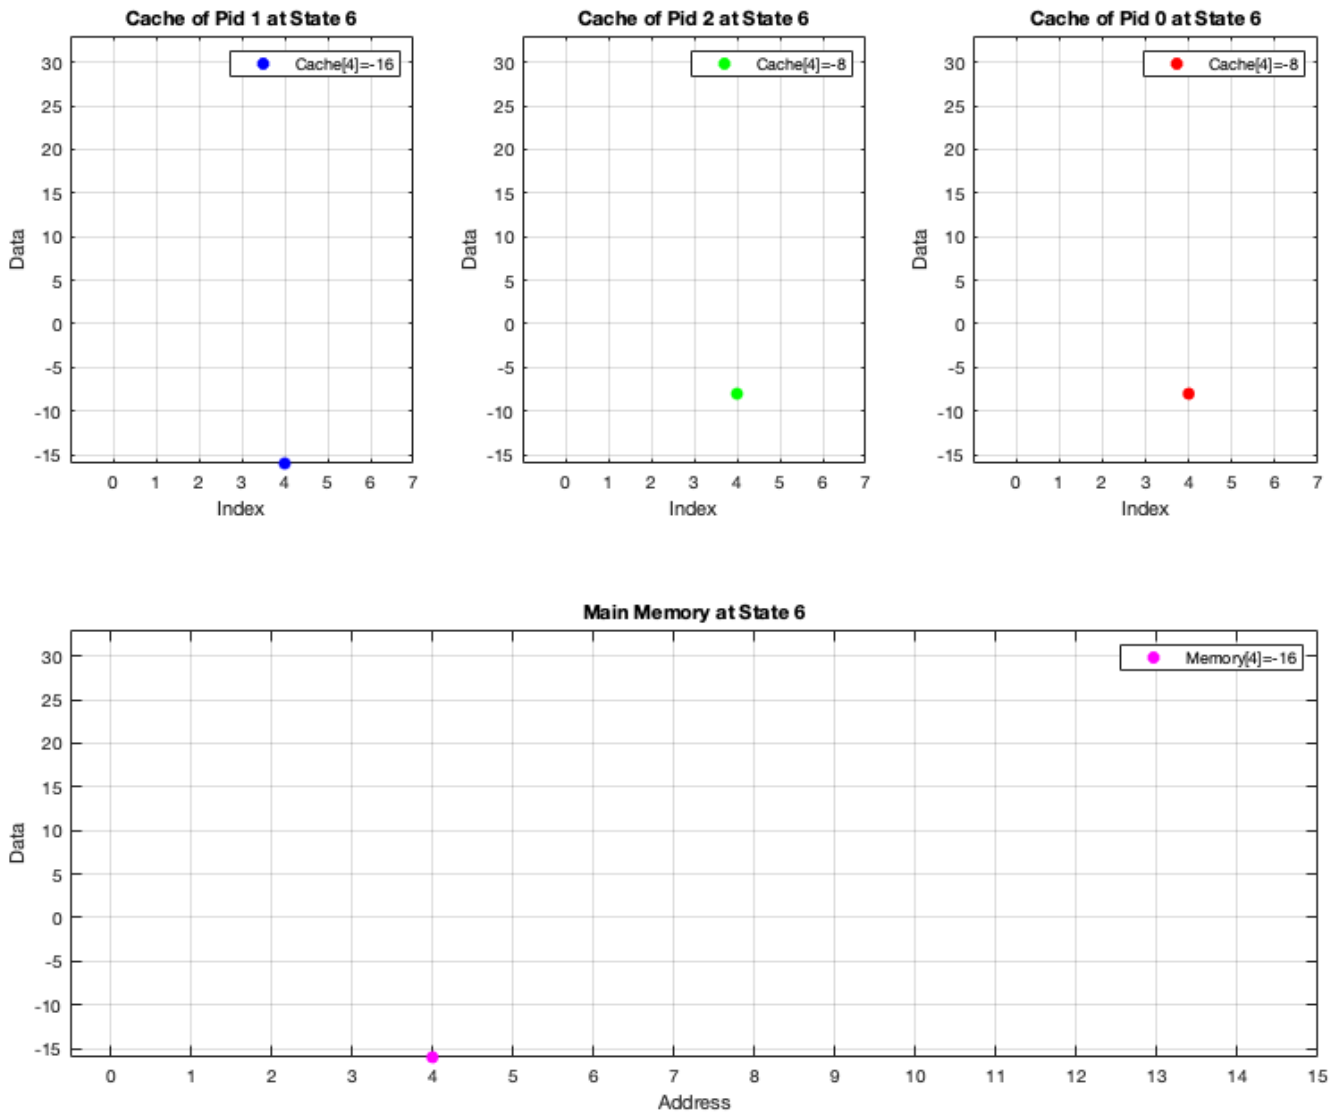 Cache of Pid 1 at State 6
Cache[4]=-16
30
25
20
15
10
5
0
-5
-10
-15
Data
0 1 2 3 4 5 6 7
Index
Cache of Pid 2 at State 6
Cache[4]=-8
30
25
20
15
10
5
0
-5
-10
-15
Data
0 1 2 3 4 5 6 7
Index
Cache of Pid 0 at State 6
Cache[4]=-8
30
25
20
15
10
5
0
-5
-10
-15
Data
0 1 2 3 4 5 6 7
Index
Main Memory at State 6
Memory[4]=-16
30
25
20
15
10
5
0
-5
-10
-15
Data
0 1 2 3 4 5 6 7 8 9 10 11 12 13 14 15
Address